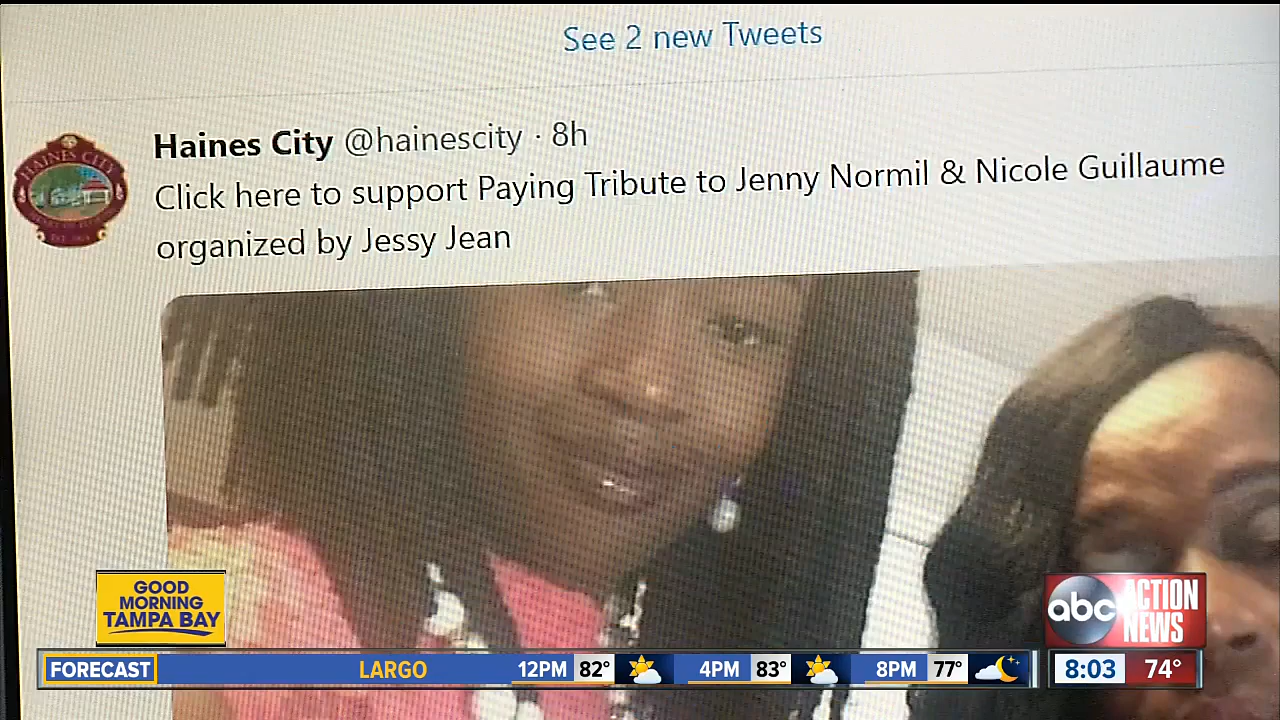 See 2 new Tweets
Haines City @hainescity · 8h
Click here to support Paying Tribute to Jenny Normil & Nicole Guillaume
organized by Jessy Jean
HAINES CITY
GOOD
MORNING
TAMPA BAY
abc ACTION
NEWS
FORECAST LARGO 12PM 82° 4PM 83° 8PM 77° 8:03 74°